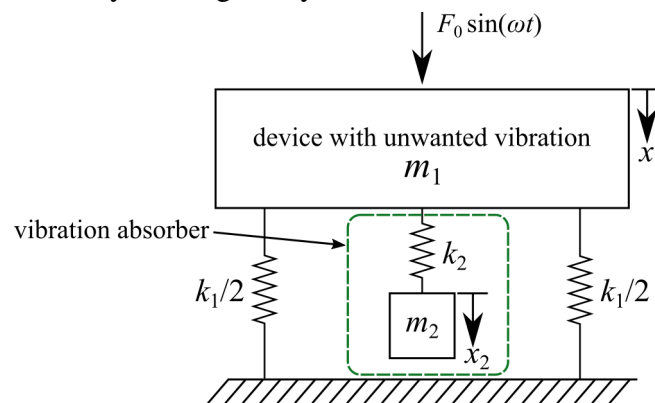 F₀ sin(ωt)
device with unwanted vibration
m₁
x
vibration absorber
k₂
k₁/2
k₁/2
m₂
x₂